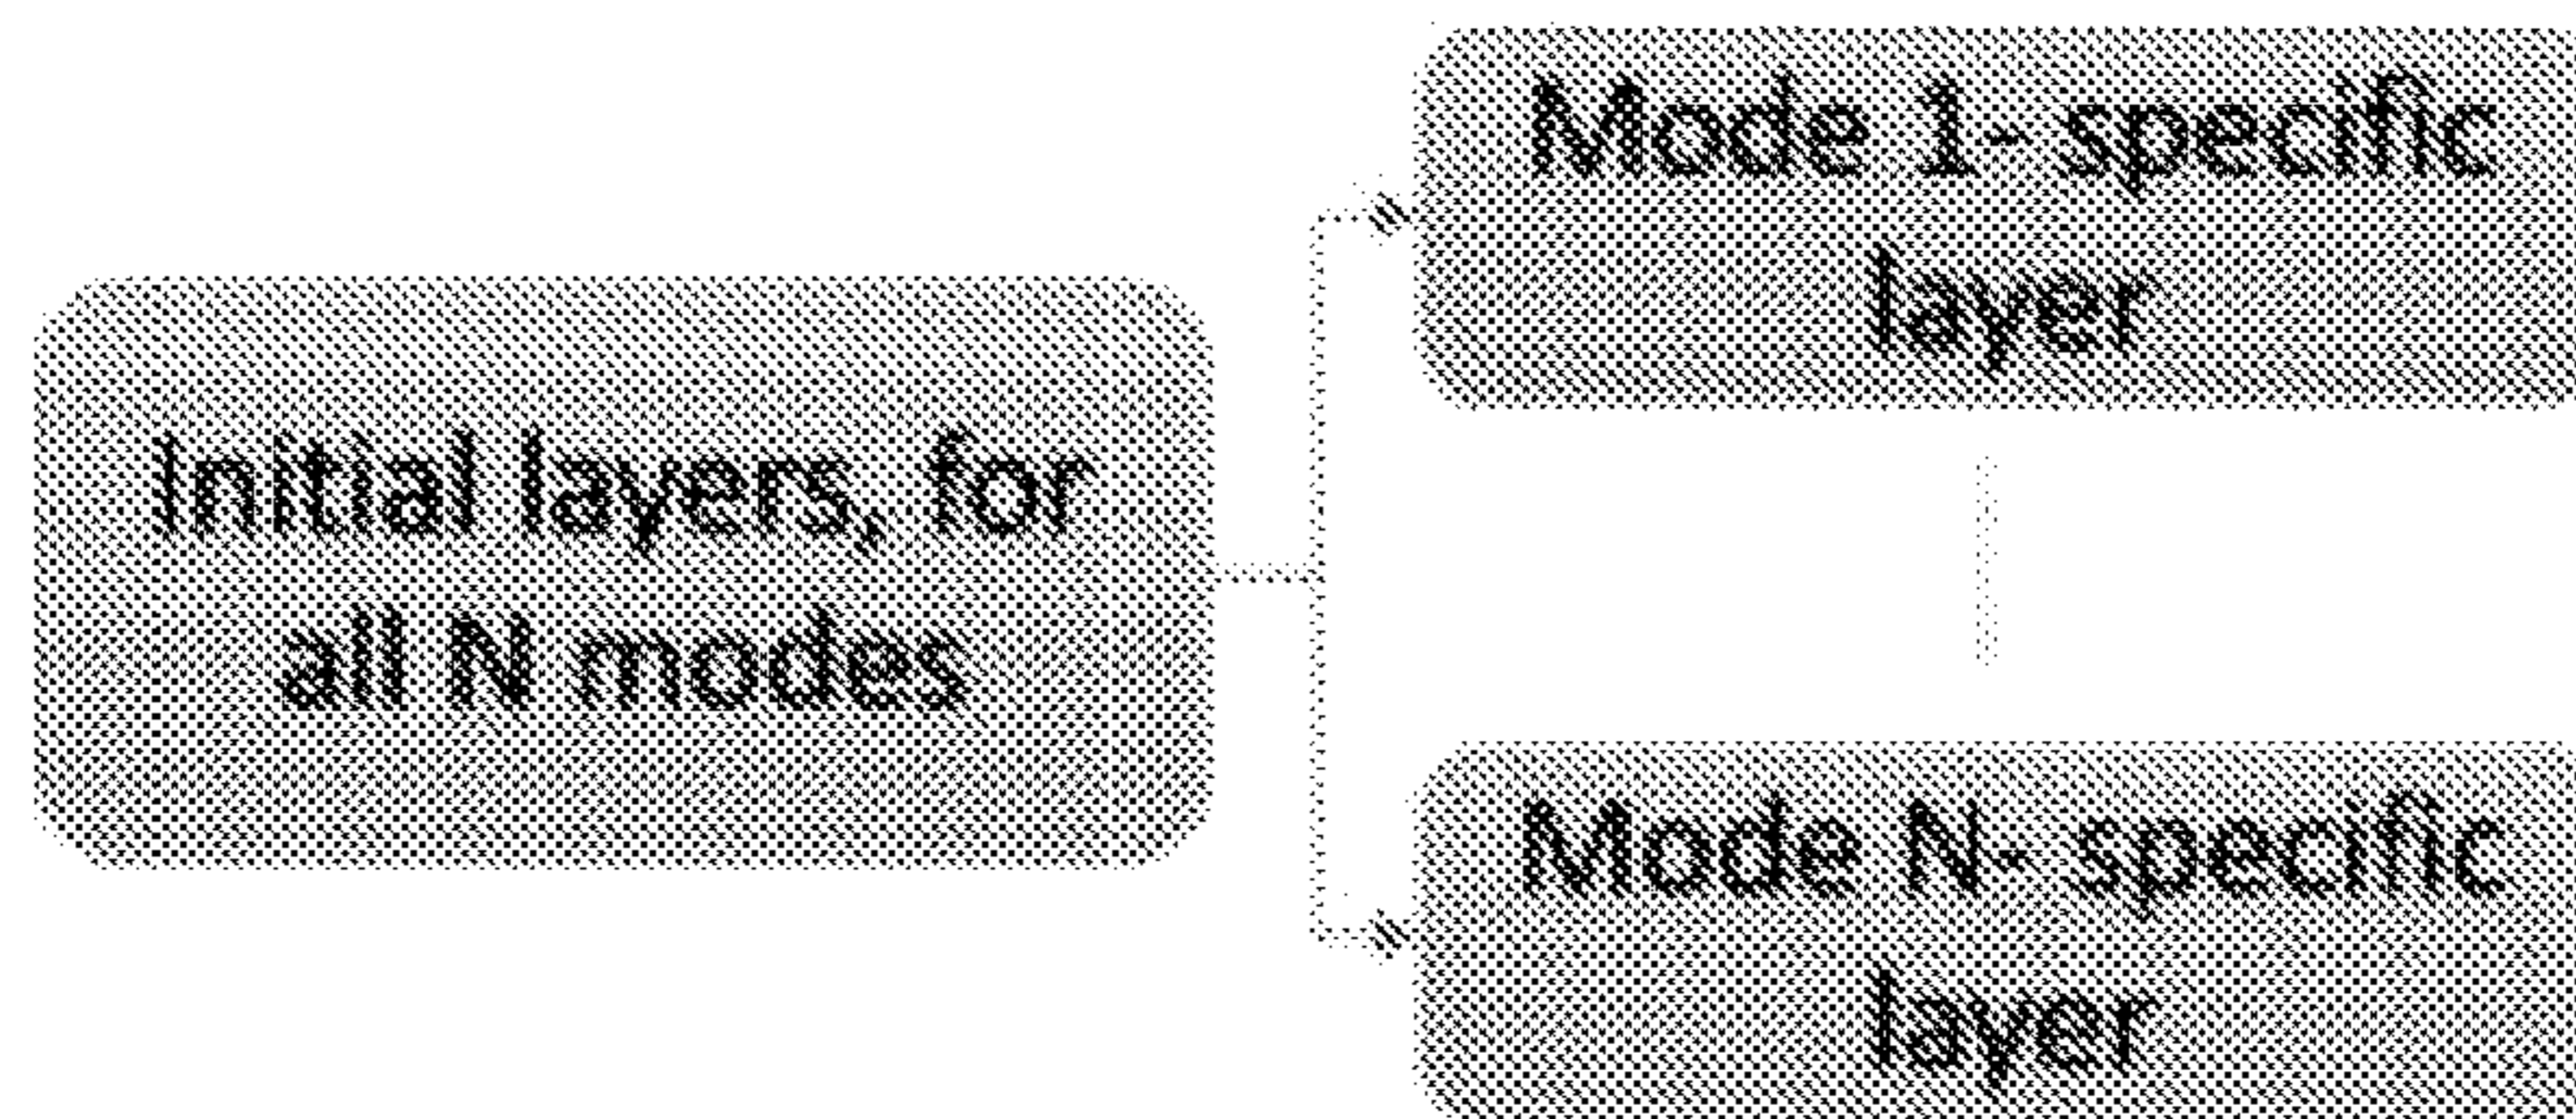 Initial layers, for
all N modes
Mode 1- specific
layer
Mode N- specific
layer